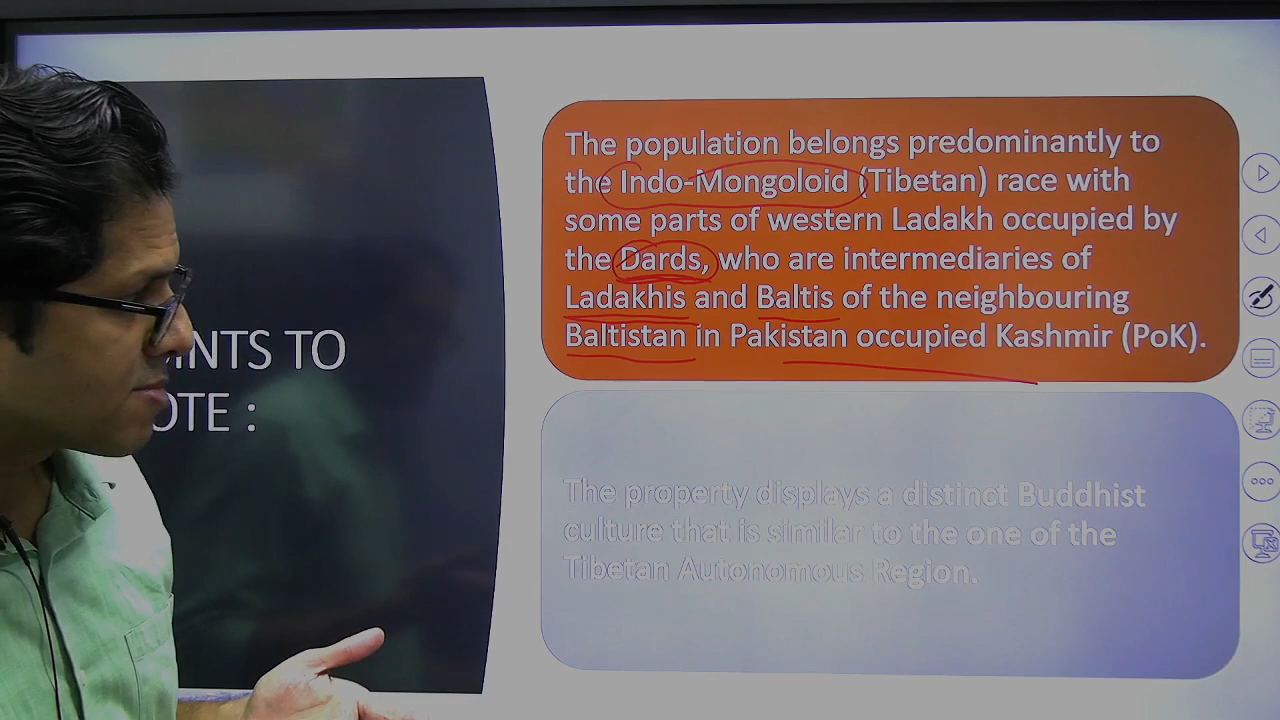 INTS TO
OTE :
The population belongs predominantly to
the Indo-Mongoloid (Tibetan) race with
some parts of western Ladakh occupied by
the Dards, who are intermediaries of
Ladakhis and Baltis of the neighbouring
Baltistan in Pakistan occupied Kashmir (PoK).
The property displays a distinct Buddhist
culture that is similar to the one of the
Tibetan Autonomous Region.